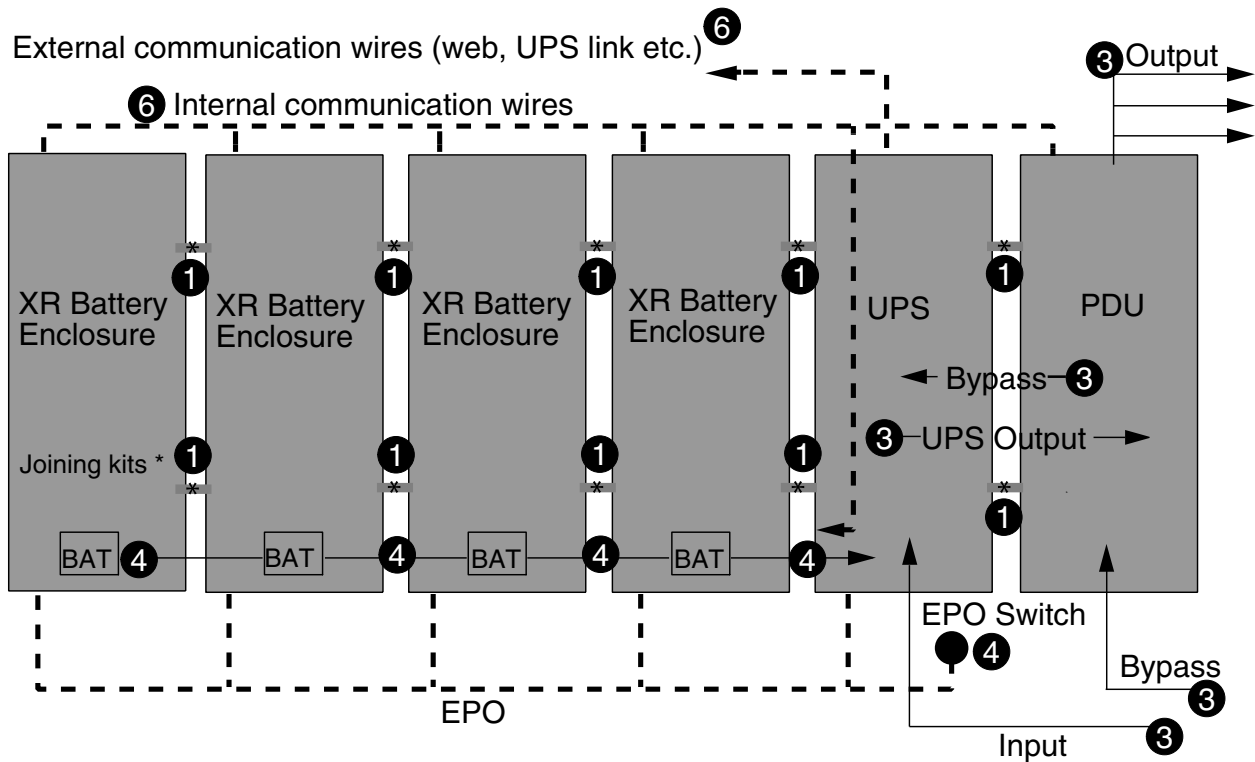 External communication wires (web, UPS link etc.) 6
3 Output
6 Internal communication wires
* * * * *
1 1 1 1 1
XR Battery
Enclosure
XR Battery
Enclosure
XR Battery
Enclosure
XR Battery
Enclosure
UPS
PDU
Bypass 3
3 UPS Output
Joining kits *
1 1 1 1
* * * * *
1
BAT 4
BAT 4
BAT 4
BAT 4
EPO Switch
4
EPO
Bypass
3
Input
3